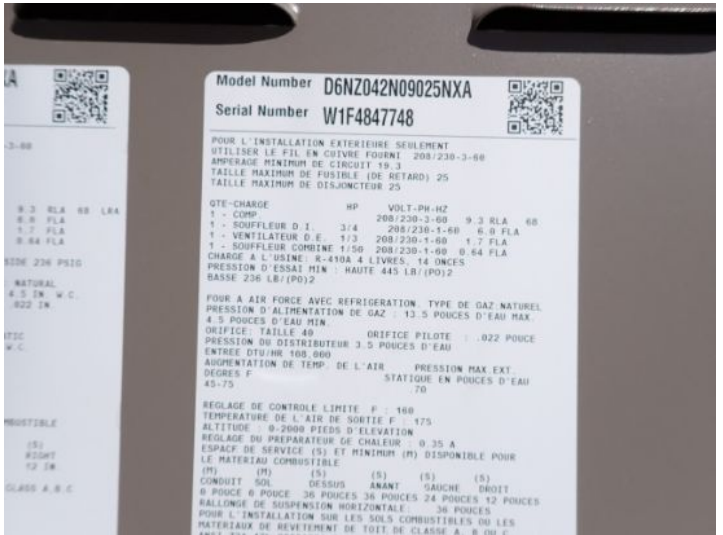 XA
-3-60
9.3 RLA 68 LRA
6.0 FLA
1.7 FLA
0.64 FLA
SIDE 236 PSIG
NATURAL
4.5 IN. W.C.
.022 IN.
TIC
W.C.
MBUSTIBLE
(S)
RIGHT
12 IN
CLASS A.B.C
Model Number D6NZ042N09025NXA
Serial Number W1F4847748
POUR L'INSTALLATION EXTERIEURE SEULEMENT
UTILISER LE FIL EN CUIVRE FOURNI 208/230-3-60
AMPERAGE MINIMUM DE CIRCUIT 19.3
TAILLE MAXIMUM DE FUSIBLE (DE RETARD) 25
TAILLE MAXIMUM DE DISJONCTEUR 25
QTE-CHARGE HP VOLT-PH-HZ
1 - COMP. 208/230-3-60 9.3 RLA 68
1 - SOUFFLEUR D.I. 3/4 208/230-1-60 6.0 FLA
1 - VENTILATEUR D.E. 1/3 208/230-1-60 1.7 FLA
1 - SOUFFLEUR COMBINE 1/50 208/230-1-60 0.64 FLA
CHARGE A L'USINE: R-410A 4 LIVRES, 14 ONCES
PRESSION D'ESSAI MIN : HAUTE 445 LB/(PO)2
BASSE 236 LB/(PO)2
FOUR A AIR FORCE AVEC REFRIGERATION. TYPE DE GAZ:NATUREL
PRESSION D'ALIMENTATION DE GAZ : 13.5 POUCES D'EAU MAX.
4.5 POUCES D'EAU MIN.
ORIFICE: TAILLE 40 ORIFICE PILOTE : .022 POUCE
PRESSION DU DISTRIBUTEUR 3.5 POUCES D'EAU
ENTREE DTU/HR 108.000
AUGMENTATION DE TEMP. DE L'AIR PRESSION MAX.EXT.
DEGRES F STATIQUE EN POUCES D'EAU
45-75 .70
REGLAGE DE CONTROLE LIMITE F : 160
TEMPERATURE DE L'AIR DE SORTIE F : 175
ALTITUDE : 0-2000 PIEDS D'ELEVATION
REGLAGE DU PREPARATEUR DE CHALEUR : 0.35 A
ESPACF DE SERVICE (S) ET MINIMUM (M) DISPONIBLE POUR
LE MATERIAU COMBUSTIBLE
(M) (M) (S) (S) (S) (S)
CONDUIT SOL DESSUS ANANT GAUCHE DROIT
0 POUCE 0 POUCE 36 POUCES 36 POUCES 24 POUCES 12 POUCES
RALLONGE DE SUSPENSION HORIZONTALE: 36 POUCES
POUR L'INSTALLATION SUR LES SOLS COMBUSTIBLES OU LES
MATERIAUX DE REVETEMENT DE TOIT DE CLASSE A, B OU C